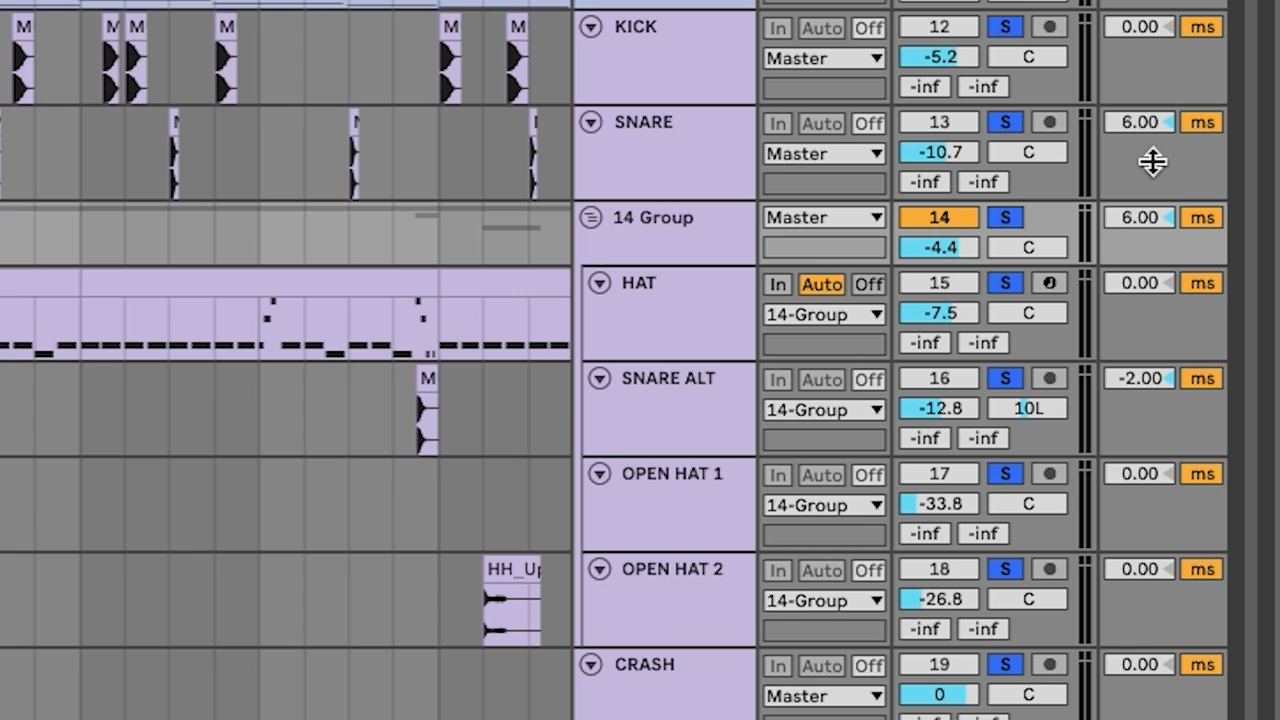 M M M M M M
KICK In Auto Off 12 S 0.00 ms
Master -5.2 C
-inf -inf
SNARE In Auto Off 13 S 6.00 ms
Master -10.7 C
-inf -inf
14 Group Master 14 S 6.00 ms
-4.4 C
HAT In Auto Off 15 S 0.00 ms
14-Group -7.5 C
-inf -inf
M SNARE ALT In Auto Off 16 S -2.00 ms
14-Group -12.8 10L
-inf -inf
OPEN HAT 1 In Auto Off 17 S 0.00 ms
14-Group -33.8 C
-inf -inf
HH_Up OPEN HAT 2 In Auto Off 18 S 0.00 ms
14-Group -26.8 C
-inf -inf
CRASH In Auto Off 19 S 0.00 ms
Master 0 C